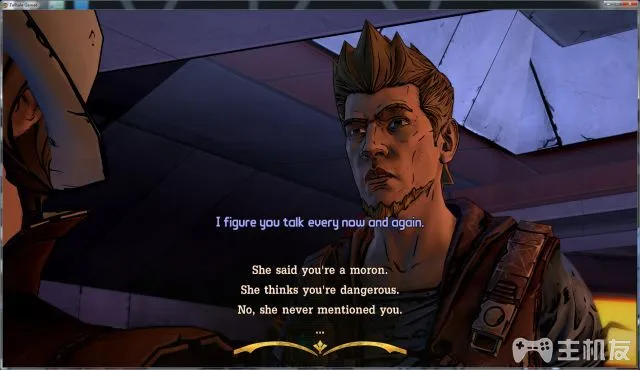 Telltale Games
I figure you talk every now and again.
She said you're a moron.
She thinks you're dangerous.
No, she never mentioned you.
...
主机友